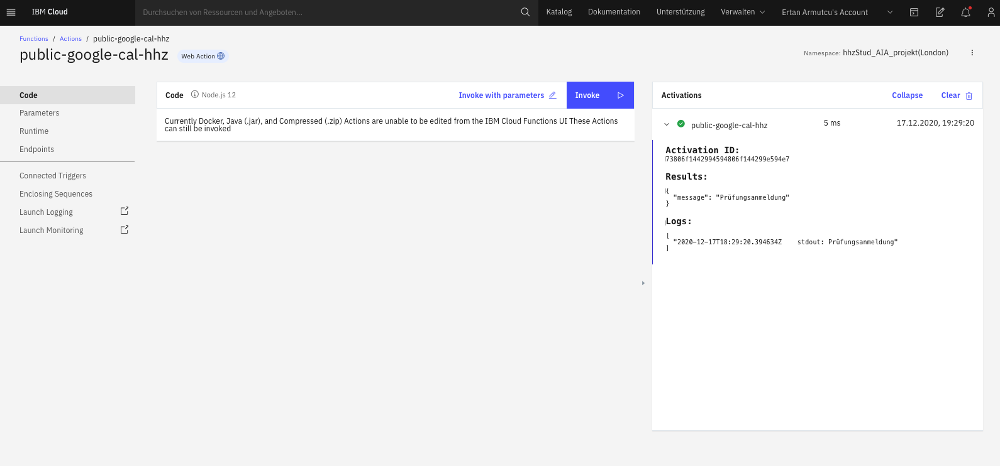 IBM Cloud
Durchsuchen von Ressourcen und Angeboten...
Katalog
Dokumentation
Unterstützung
Verwalten
Ertan Armutcu's Account
Functions / Actions / public-google-cal-hhz
public-google-cal-hhz
Web Action
Namespace: hhzStud_AIA_projekt(London)
Code
Parameters
Runtime
Endpoints
Connected Triggers
Enclosing Sequences
Launch Logging
Launch Monitoring
Code
Node.js 12
Invoke with parameters
Invoke
Currently Docker, Java (.jar), and Compressed (.zip) Actions are unable to be edited from the IBM Cloud Functions UI These Actions
can still be invoked
Activations
Collapse
Clear
public-google-cal-hhz
5 ms
17.12.2020, 19:29:20
Activation ID:
73806f1442994594806f144299e594e7
Results:
{
"message": "Prüfungsanmeldung"
}
Logs:
[
"2020-12-17T18:29:20.394634Z    stdout: Prüfungsanmeldung"
]